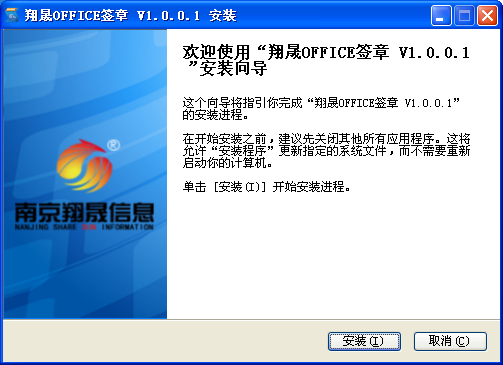 翔晟OFFICE签章 V1.0.0.1 安装
欢迎使用“翔晟OFFICE签章 V1.0.0.1
”安装向导
这个向导将指引你完成“翔晟OFFICE签章 V1.0.0.1”
的安装进程。
在开始安装之前，建议先关闭其他所有应用程序。这将
允许“安装程序”更新指定的系统文件，而不需要重新
启动你的计算机。
单击 [安装(I)] 开始安装进程。
®
南京翔晟信息
NANJING SHARE SUN INFORMATION
安装(I)
取消(C)